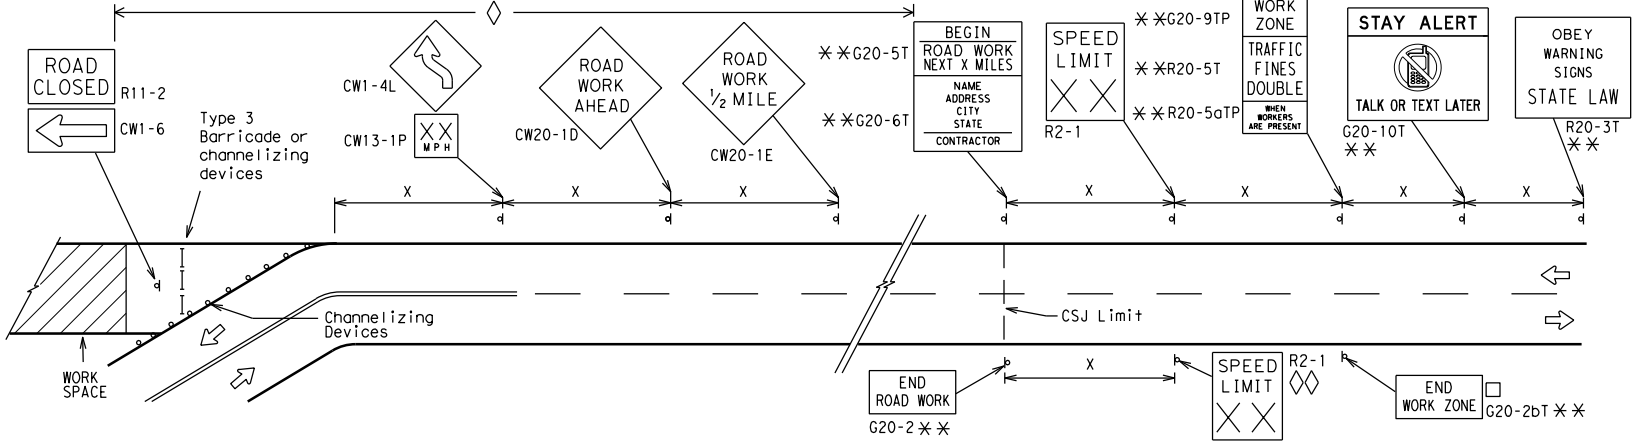 ROAD
CLOSED
R11-2
CW1-6
Type 3
Barricade or
channelizing
devices
CW1-4L
CW13-1P
XX
MPH
ROAD
WORK
AHEAD
CW20-1D
ROAD
WORK
1/2 MILE
CW20-1E
* *G20-5T
* *G20-6T
BEGIN
ROAD WORK
NEXT X MILES
NAME
ADDRESS
CITY
STATE
CONTRACTOR
SPEED
LIMIT
X X
R2-1
* *G20-9TP
* *R20-5T
* *R20-5aTP
WORK
ZONE
TRAFFIC
FINES
DOUBLE
WHEN
WORKERS
ARE PRESENT
STAY ALERT
TALK OR TEXT LATER
G20-10T
* *
OBEY
WARNING
SIGNS
STATE LAW
R20-3T
* *
X
X
X
X
X
X
X
Channelizing
Devices
CSJ Limit
WORK
SPACE
END
ROAD WORK
G20-2 * *
X
SPEED
LIMIT
X X
R2-1
END
WORK ZONE
G20-2bT * *